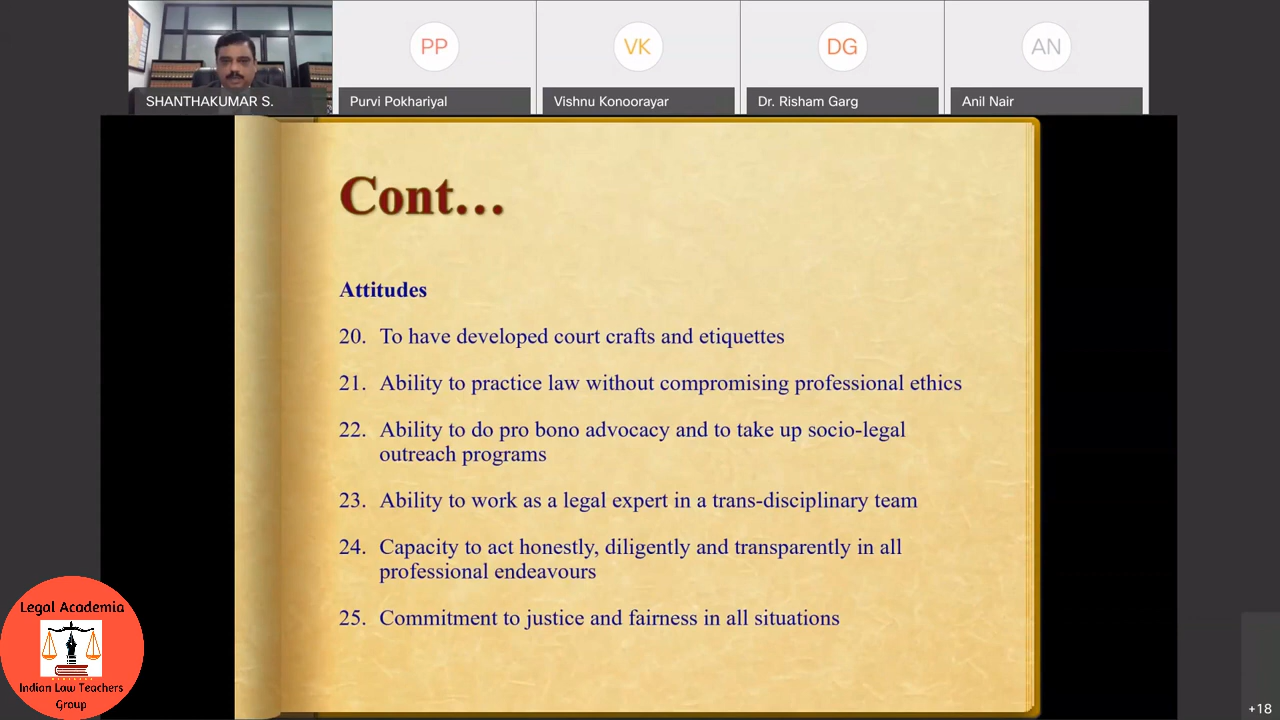 PP
VK
DG
AN
SHANTHAKUMAR S.
Purvi Pokhariyal
Vishnu Konoorayar
Dr. Risham Garg
Anil Nair
Cont...
Attitudes
20. To have developed court crafts and etiquettes
21. Ability to practice law without compromising professional ethics
22. Ability to do pro bono advocacy and to take up socio-legal
outreach programs
23. Ability to work as a legal expert in a trans-disciplinary team
24. Capacity to act honestly, diligently and transparently in all
professional endeavours
25. Commitment to justice and fairness in all situations
Legal Academia
Indian Law Teachers
Group
+18